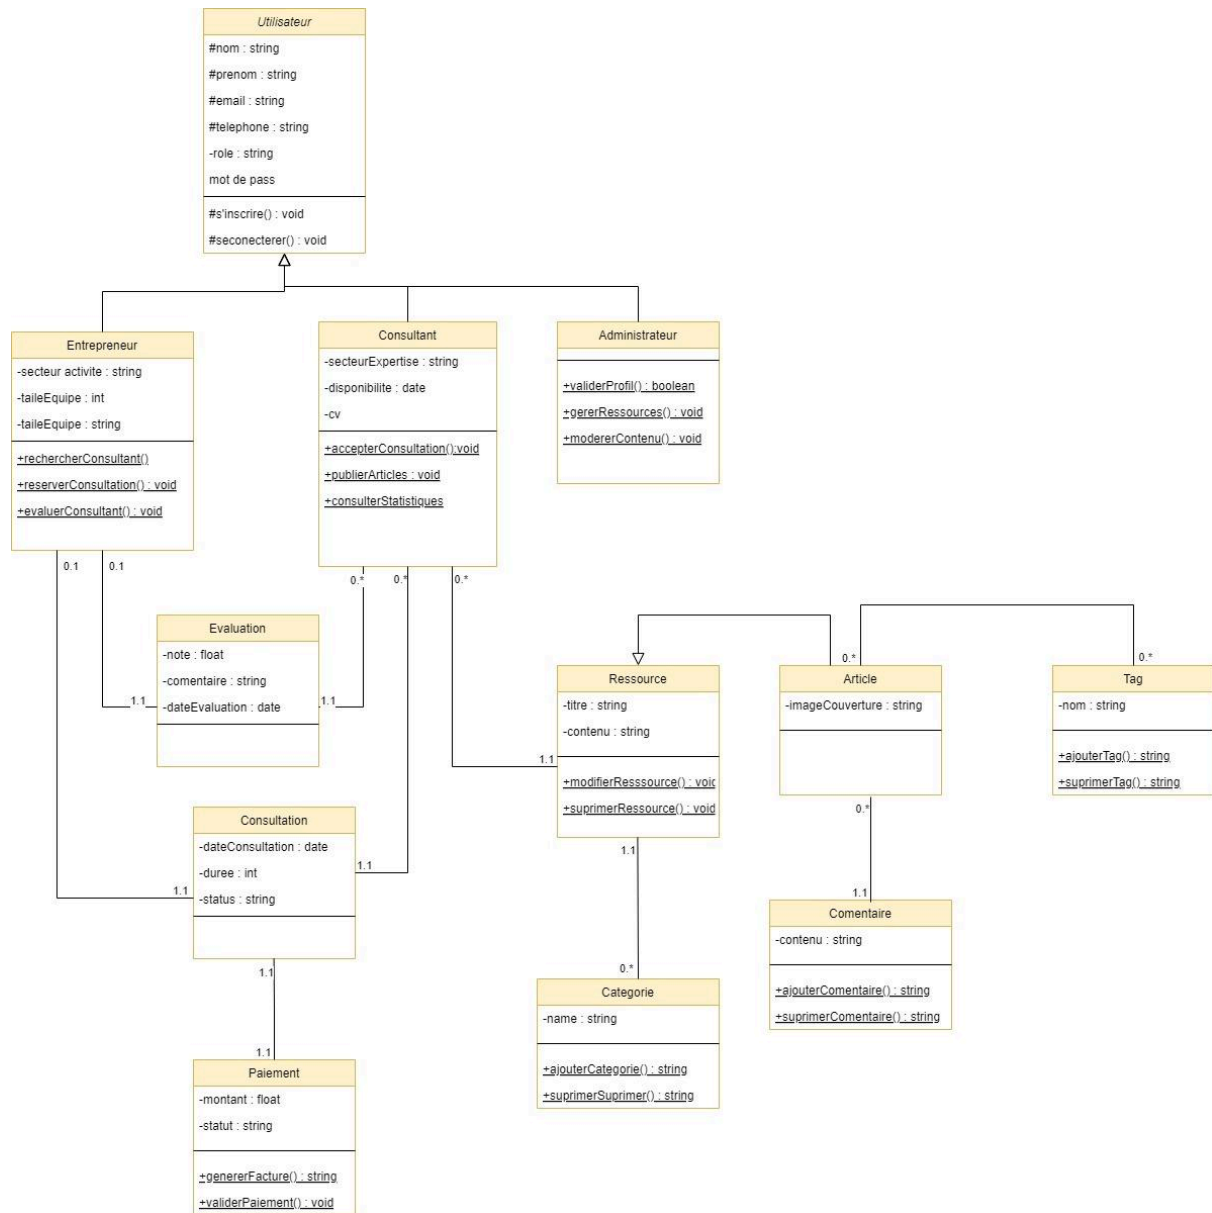 Utilisateur
#nom : string
#prenom : string
#email : string
#telephone : string
-role : string
mot de pass
#s'inscrire() : void
#seconecterer() : void
Entrepreneur
-secteur activite : string
-taileEquipe : int
-taileEquipe : string
+rechercherConsultant()
+reserverConsultation() : void
+evaluerConsultant() : void
Consultant
-secteurExpertise : string
-disponibilite : date
-cv
+accepterConsultation():void
+publierArticles : void
+consulterStatistiques
Administrateur
+validerProfil() : boolean
+gererRessources() : void
+modererContenu() : void
0.1
0.1
0.*
0.*
0.*
Evaluation
-note : float
-comentaire : string
-dateEvaluation : date
1.1
1.1
Ressource
-titre : string
-contenu : string
+modifierResssource() : void
+suprimerRessource() : void
1.1
0.*
0.*
Article
-imageCouverture : string
Tag
-nom : string
+ajouterTag() : string
+suprimerTag() : string
Consultation
-dateConsultation : date
-duree : int
-status : string
1.1
1.1
1.1
0.*
1.1
Comentaire
-contenu : string
+ajouterComentaire() : string
+suprimerComentaire() : string
1.1
0.*
Categorie
-name : string
+ajouterCategorie() : string
+suprimerSuprimer() : string
1.1
Paiement
-montant : float
-statut : string
+genererFacture() : string
+validerPaiement() : void